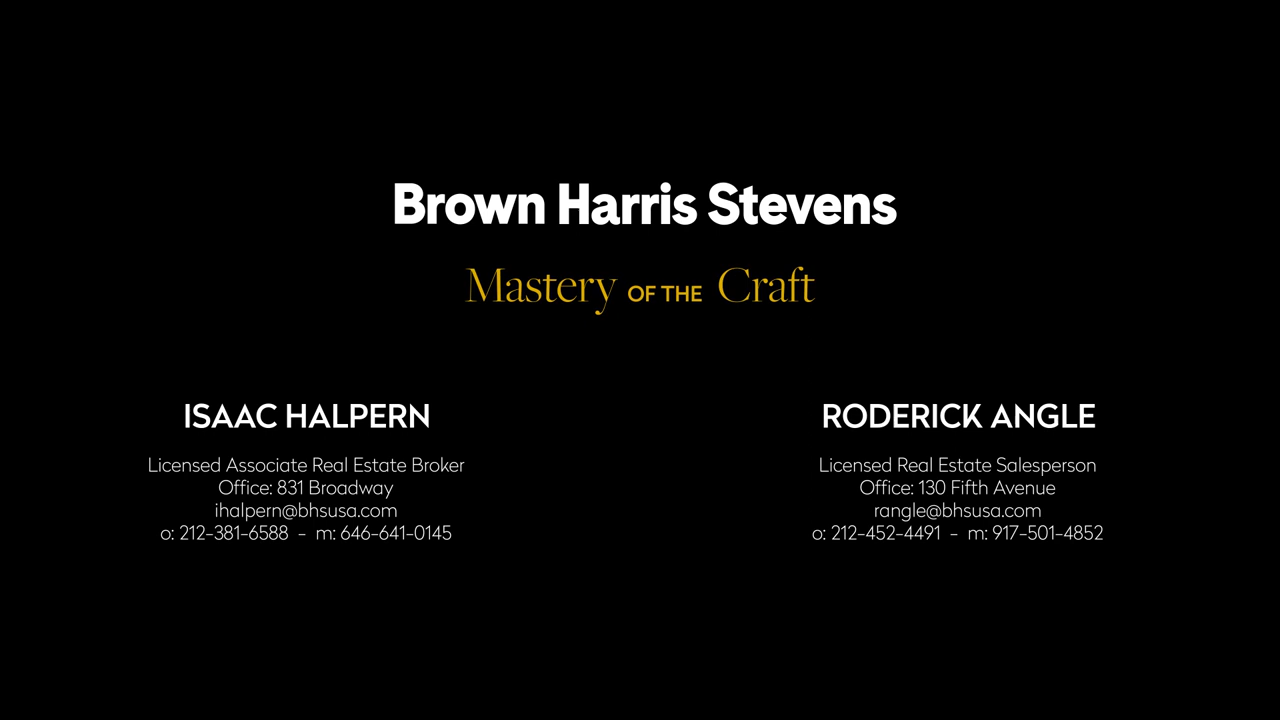 Brown Harris Stevens
Mastery OF THE Craft
ISAAC HALPERN
Licensed Associate Real Estate Broker
Office: 831 Broadway
ihalpern@bhsusa.com
o: 212-381-6588 - m: 646-641-0145
RODERICK ANGLE
Licensed Real Estate Salesperson
Office: 130 Fifth Avenue
rangle@bhsusa.com
o: 212-452-4491 - m: 917-501-4852